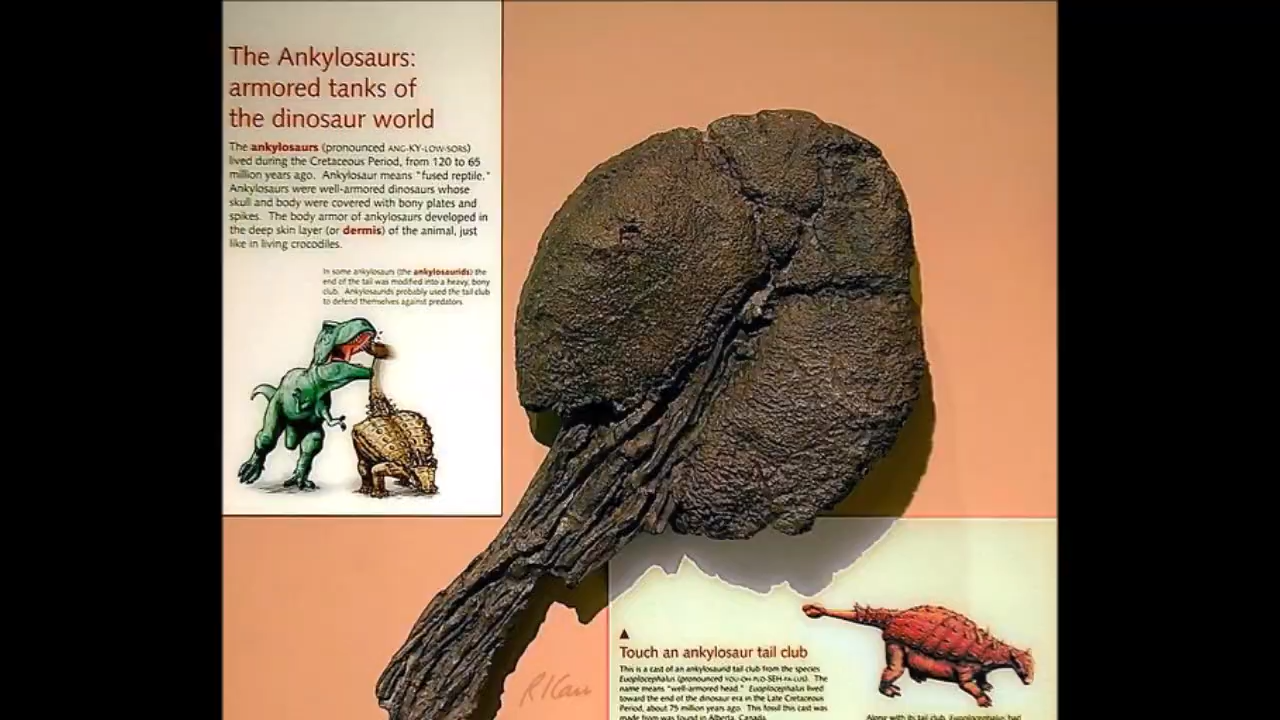 The Ankylosaurs:
armored tanks of
the dinosaur world
The ankylosaurs (pronounced ANG-KY-LOW-SORS)
lived during the Cretaceous Period, from 120 to 65
million years ago. Ankylosaur means "fused reptile."
Ankylosaurs were well-armored dinosaurs whose
skull and body were covered with bony plates and
spikes. The body armor of ankylosaurs developed in
the deep skin layer (or dermis) of the animal, just
like in living crocodiles.
In some ankylosaurs (the ankylosaurids) the
end of the tail was modified into a heavy, bony
club. Ankylosaurids probably used the tail club
to defend themselves against predators.
Touch an ankylosaur tail club
This is a cast of an ankylosaurid tail club from the species
Euoplocephalus (pronounced YOU-OH-PLO-SEH-FA-LUS). The
name means "well-armored head." Euoplocephalus lived
toward the end of the dinosaur era in the Late Cretaceous
Period, about 75 million years ago. This fossil this cast was
made from was found in Alberta, Canada.
Along with its tail club, Euoplocephalus had